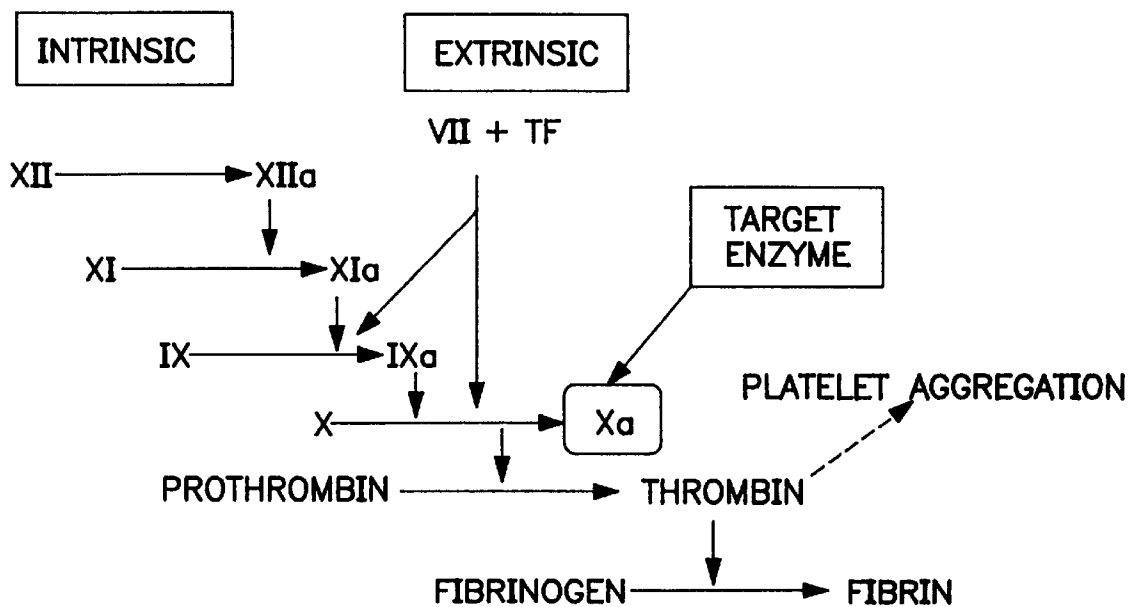 INTRINSIC
EXTRINSIC
VII + TF
XII
XIIa
TARGET
ENZYME
XI
XIa
IX
IXa
PLATELET AGGREGATION
X
Xa
PROTHROMBIN
THROMBIN
FIBRINOGEN
FIBRIN